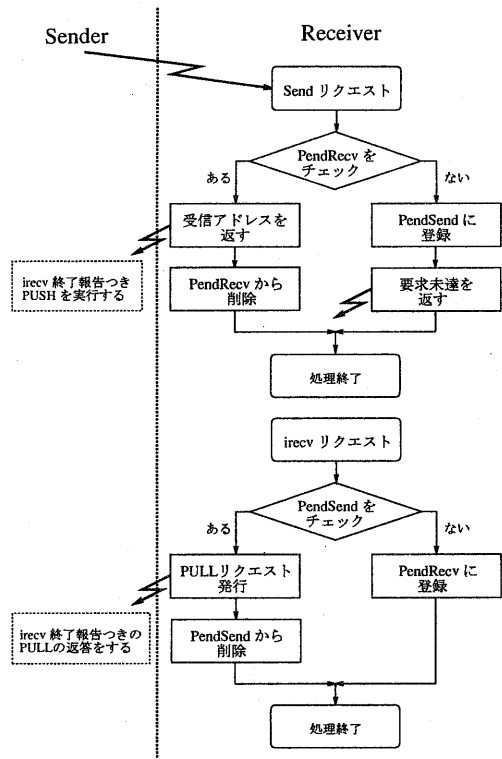 Sender
Receiver
Send リクエスト
PendRecv を
チェック
ある
ない
受信アドレスを
返す
PendSend に
登録
irecv 終了報告つき
PUSH を実行する
PendRecv から
削除
要求未達を
返す
処理終了
irecv リクエスト
PendSend を
チェック
ある
ない
PULLリクエスト
発行
PendRecv に
登録
irecv 終了報告つきの
PULLの返答をする
PendSend から
削除
処理終了